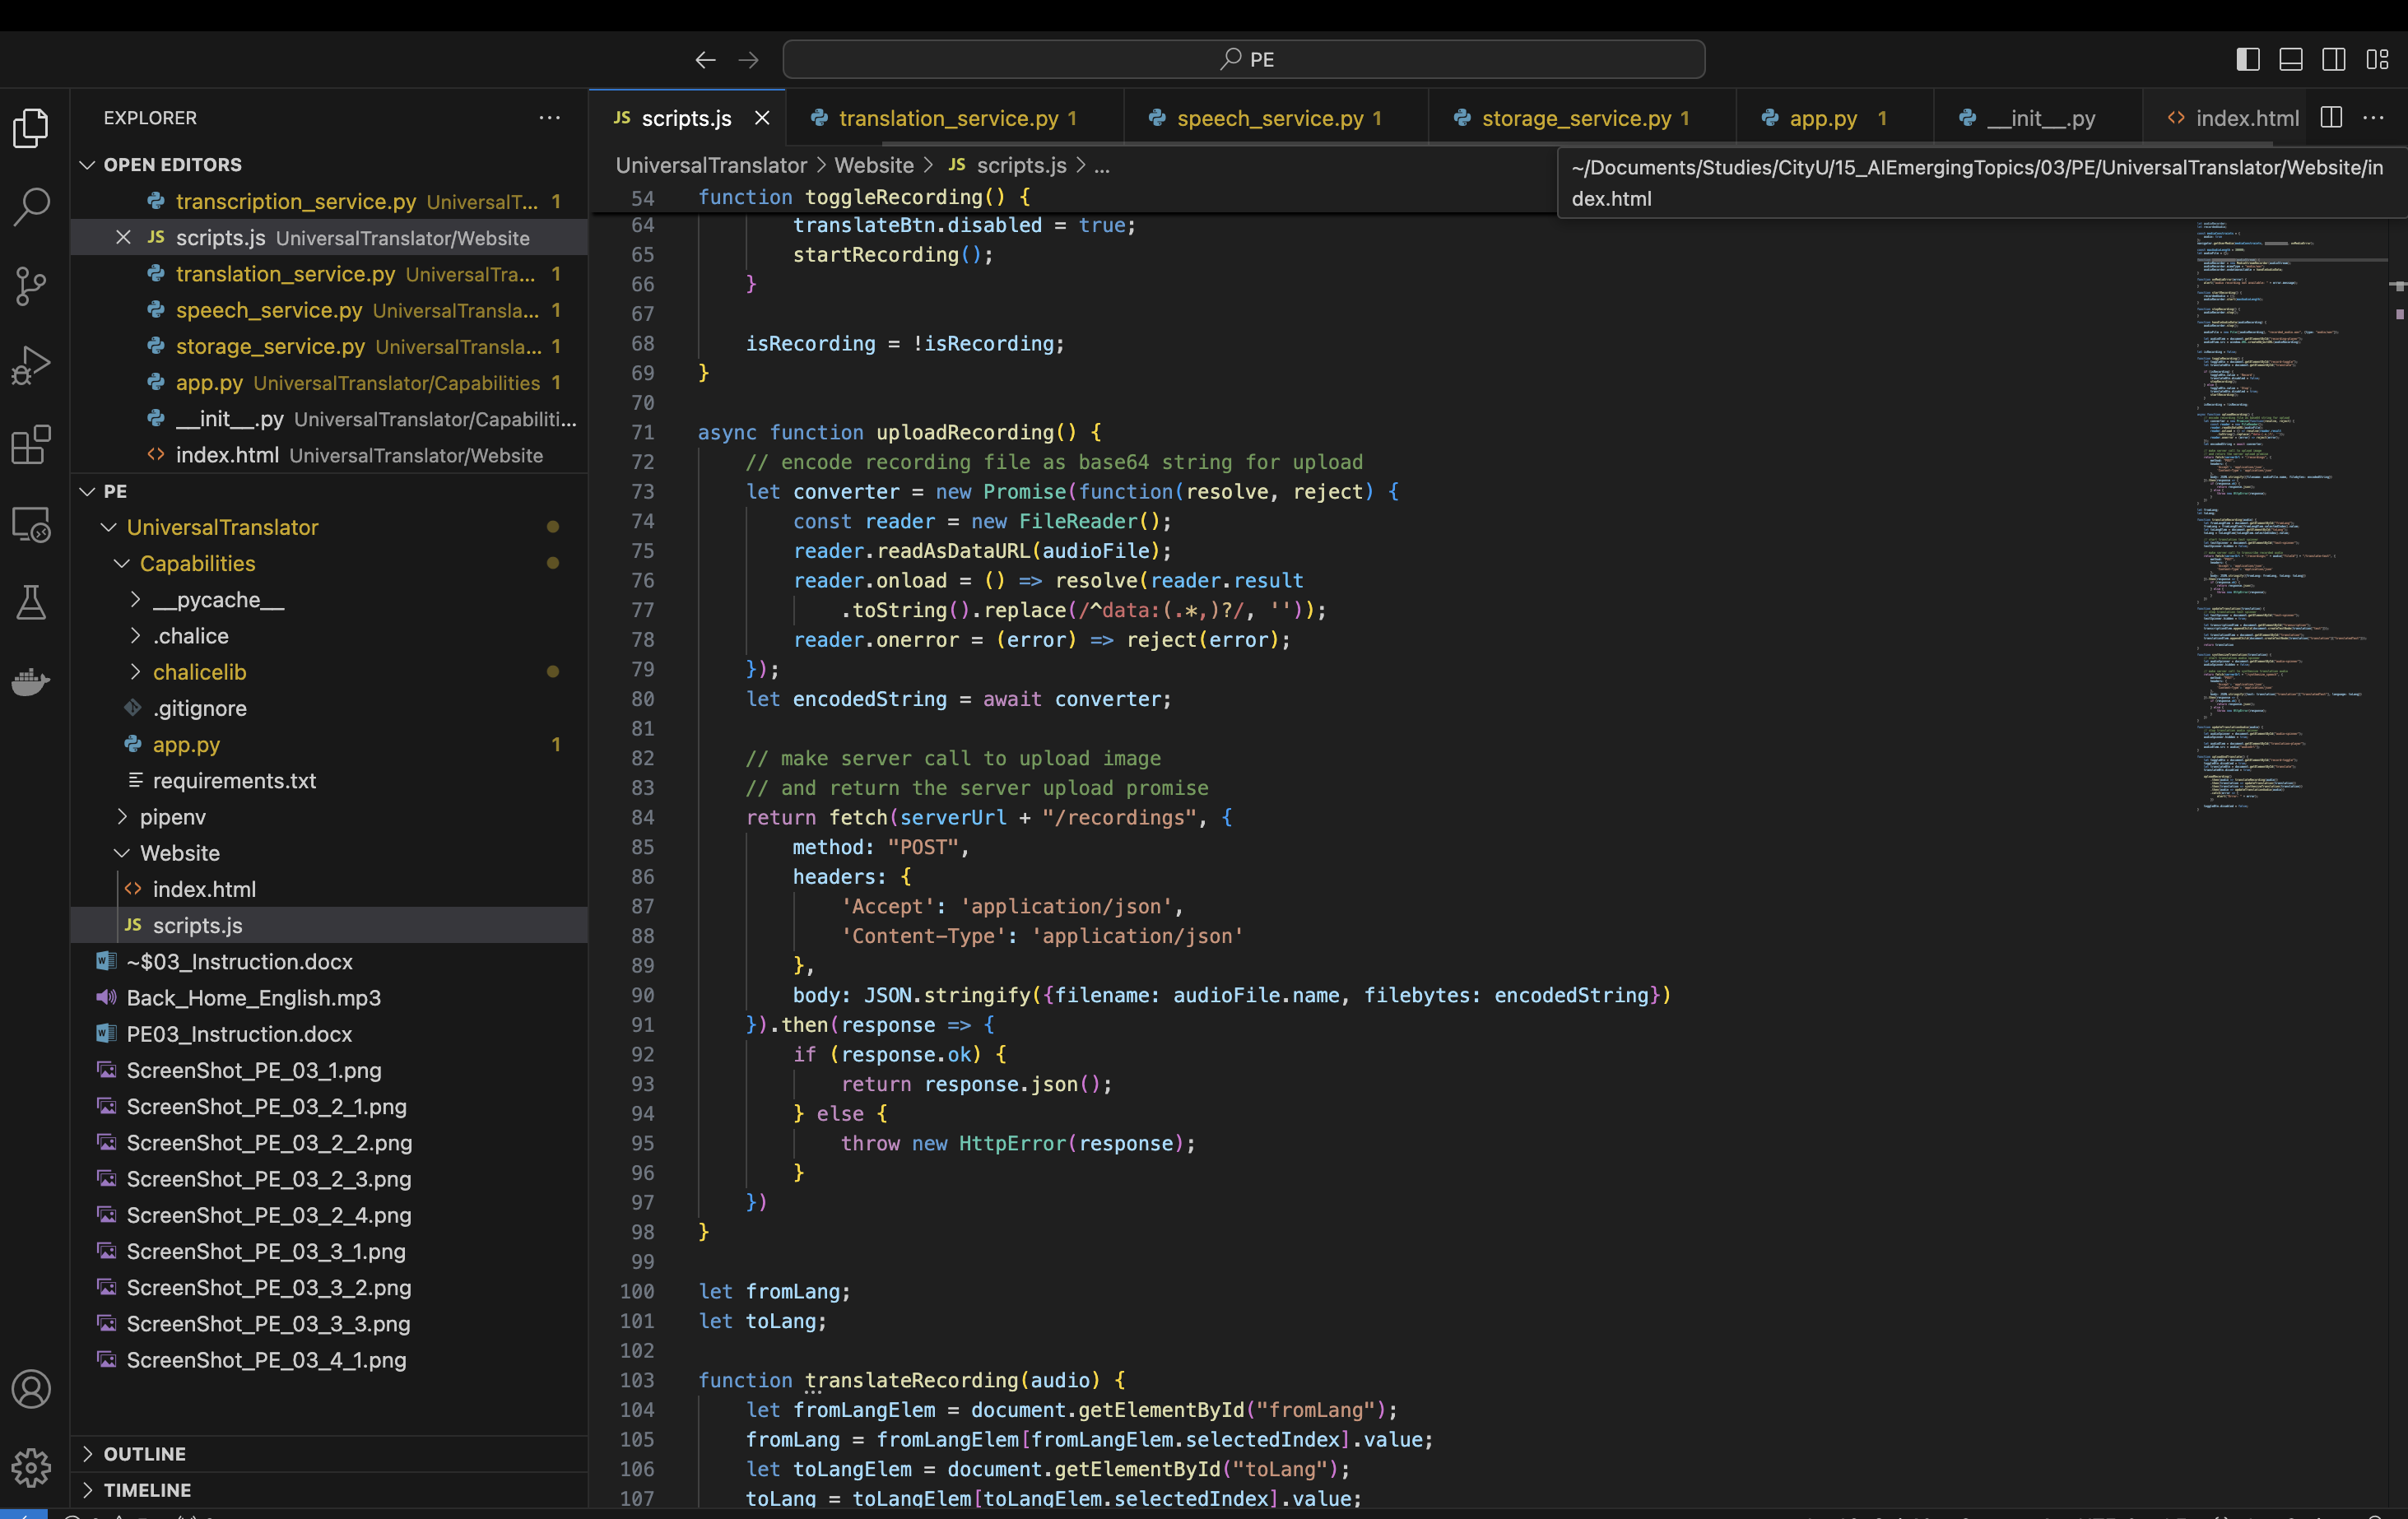 PE
EXPLORER
OPEN EDITORS
transcription_service.py UniversalT... 1
scripts.js UniversalTranslator/Website
translation_service.py UniversalTra... 1
speech_service.py UniversalTransla... 1
storage_service.py UniversalTransla... 1
app.py UniversalTranslator/Capabilities 1
__init__.py UniversalTranslator/Capabiliti...
index.html UniversalTranslator/Website
PE
UniversalTranslator
Capabilities
__pycache__
.chalice
chalicelib
.gitignore
app.py 1
requirements.txt
pipenv
Website
index.html
JS scripts.js
~$03_Instruction.docx
Back_Home_English.mp3
PE03_Instruction.docx
ScreenShot_PE_03_1.png
ScreenShot_PE_03_2_1.png
ScreenShot_PE_03_2_2.png
ScreenShot_PE_03_2_3.png
ScreenShot_PE_03_2_4.png
ScreenShot_PE_03_3_1.png
ScreenShot_PE_03_3_2.png
ScreenShot_PE_03_3_3.png
ScreenShot_PE_03_4_1.png
OUTLINE
TIMELINE
JS scripts.js translation_service.py 1 speech_service.py 1 storage_service.py 1 app.py 1 __init__.py <> index.html
UniversalTranslator > Website > JS scripts.js > ...
~/Documents/Studies/CityU/15_AIEmergingTopics/03/PE/UniversalTranslator/Website/in
dex.html
54 function toggleRecording() {
64 translateBtn.disabled = true;
65 startRecording();
66 }
67
68 isRecording = !isRecording;
69 }
70
71 async function uploadRecording() {
72 // encode recording file as base64 string for upload
73 let converter = new Promise(function(resolve, reject) {
74 const reader = new FileReader();
75 reader.readAsDataURL(audioFile);
76 reader.onload = () => resolve(reader.result
77 .toString().replace(/^data:(.*,)?/, ''));
78 reader.onerror = (error) => reject(error);
79 });
80 let encodedString = await converter;
81
82 // make server call to upload image
83 // and return the server upload promise
84 return fetch(serverUrl + "/recordings", {
85 method: "POST",
86 headers: {
87 'Accept': 'application/json',
88 'Content-Type': 'application/json'
89 },
90 body: JSON.stringify({filename: audioFile.name, filebytes: encodedString})
91 }).then(response => {
92 if (response.ok) {
93 return response.json();
94 } else {
95 throw new HttpError(response);
96 }
97 })
98 }
99
100 let fromLang;
101 let toLang;
102
103 function translateRecording(audio) {
104 let fromLangElem = document.getElementById("fromLang");
105 fromLang = fromLangElem[fromLangElem.selectedIndex].value;
106 let toLangElem = document.getElementById("toLang");
107 toLang = toLangElem[toLangElem.selectedIndex].value;